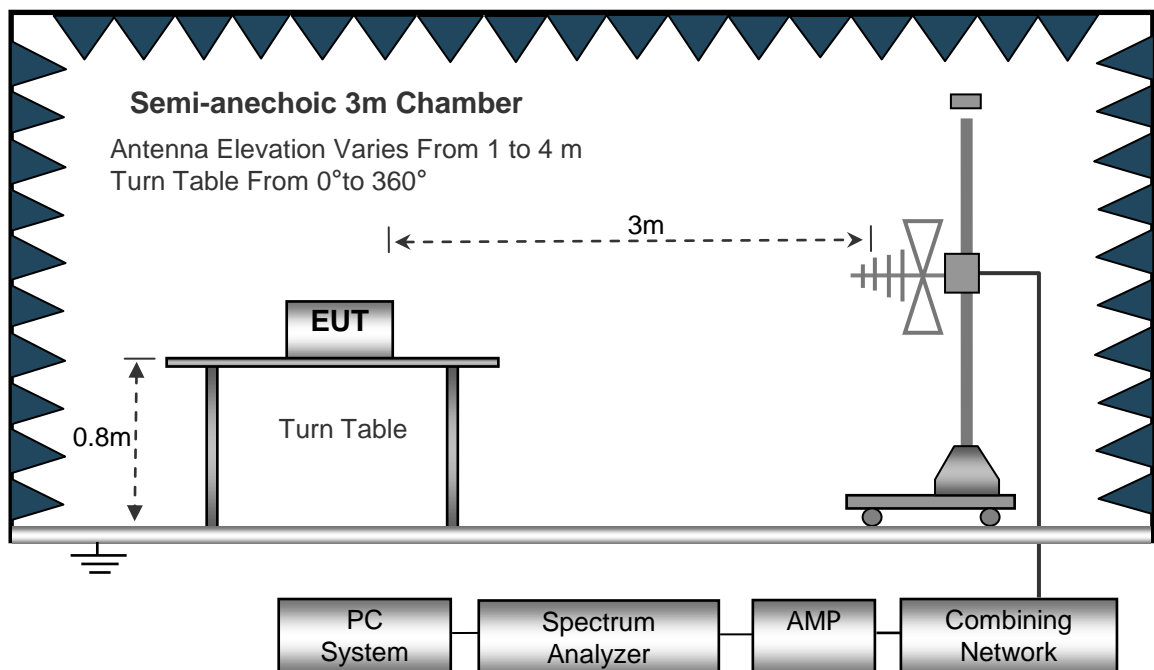 Semi-anechoic 3m Chamber
Antenna Elevation Varies From 1 to 4 m
Turn Table From 0°to 360°
3m
EUT
0.8m
Turn Table
PC
System
Spectrum
Analyzer
AMP
Combining
Network